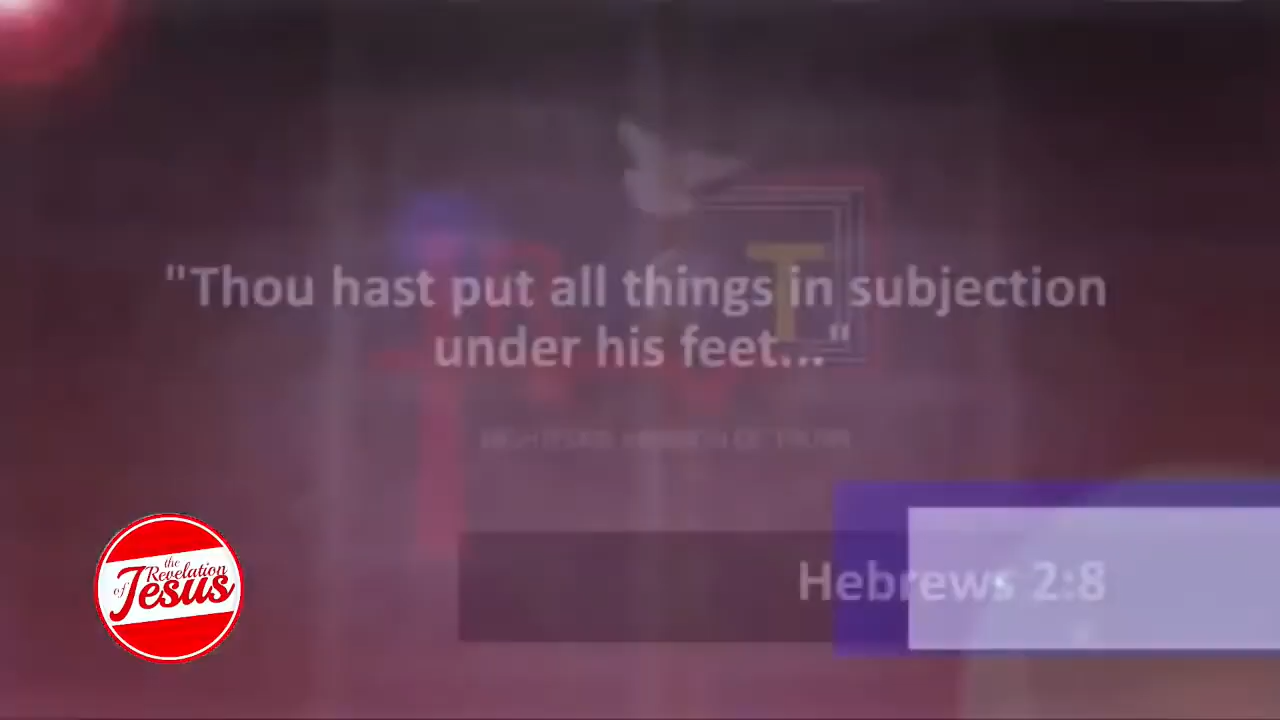 "Thou hast put all things in subjection
under his feet..."
T
Hebrews 2:8
the
Revelation
of Jesus